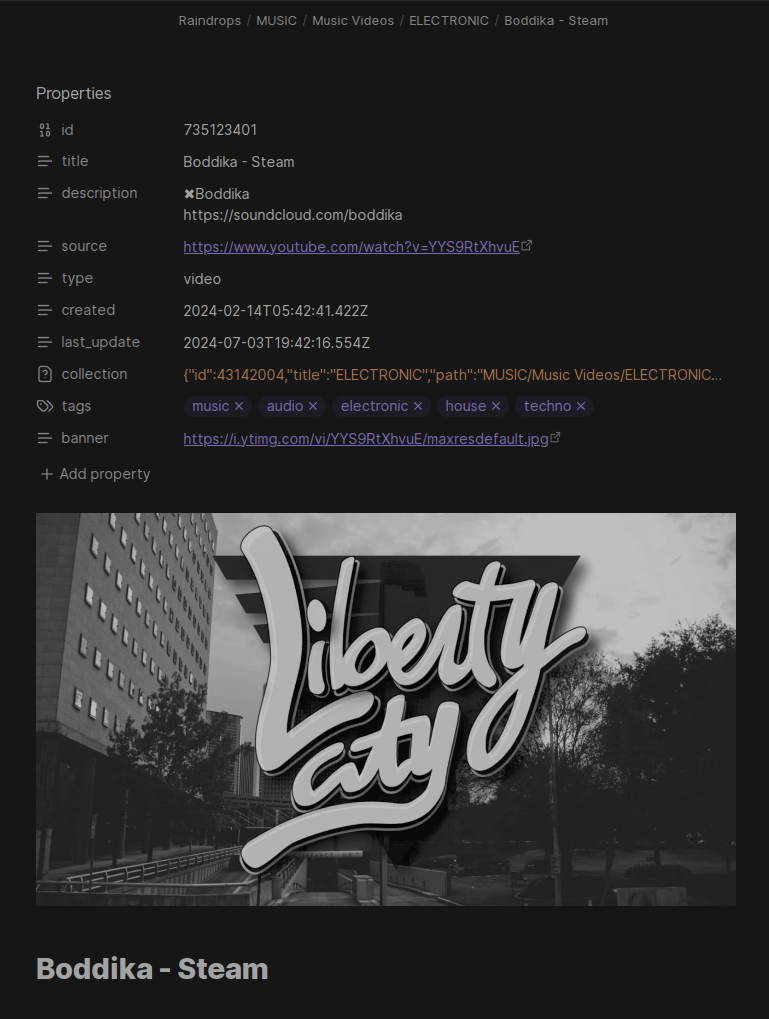 Raindrops / MUSIC / Music Videos / ELECTRONIC / Boddika - Steam
Properties
id 735123401
title Boddika - Steam
description ✖Boddika
https://soundcloud.com/boddika
source https://www.youtube.com/watch?v=YYS9RtXhvuE
type video
created 2024-02-14T05:42:41.422Z
last_update 2024-07-03T19:42:16.554Z
collection {"id":43142004,"title":"ELECTRONIC","path":"MUSIC/Music Videos/ELECTRONIC...
tags music × audio × electronic × house × techno ×
banner https://i.ytimg.com/vi/YYS9RtXhvuE/maxresdefault.jpg
+ Add property
Liberty
City
Boddika - Steam